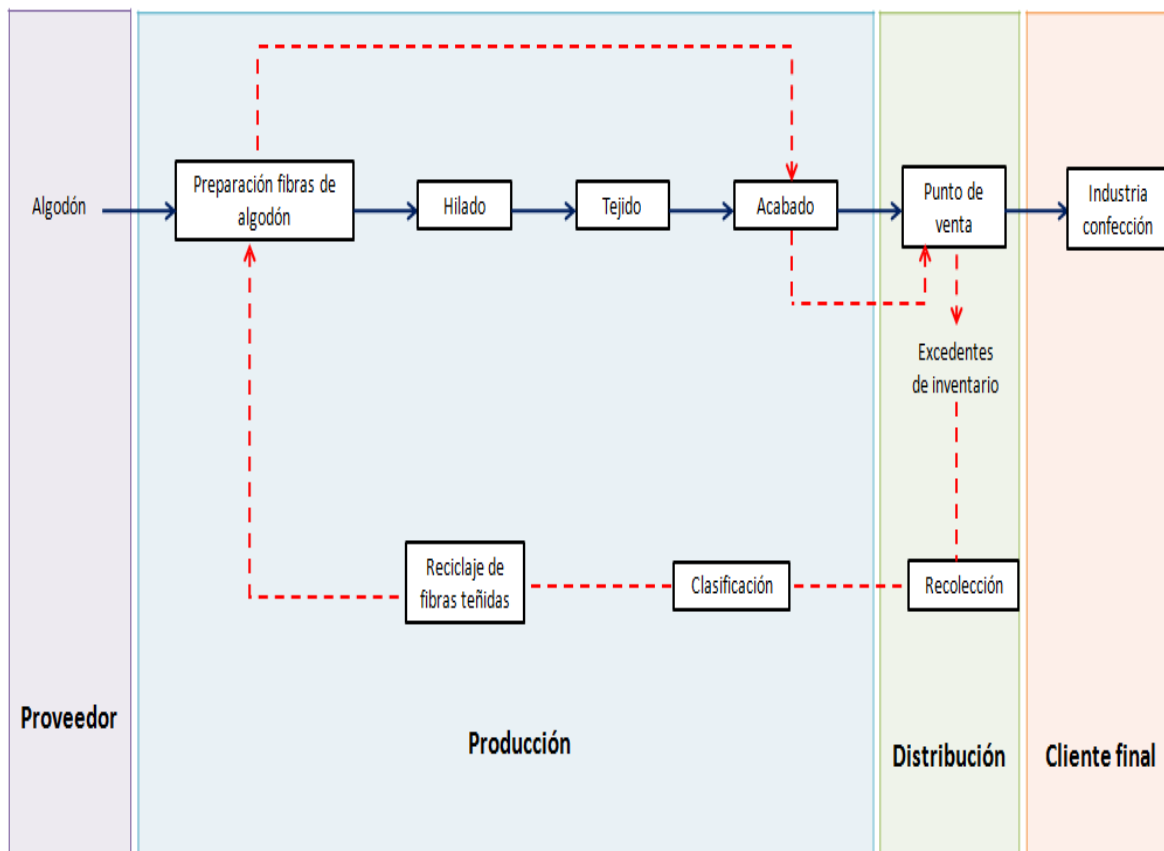 Algodón
Preparación fibras de
algodón
Hilado
Tejido
Acabado
Punto de
venta
Industria
confección
Excedentes
de inventario
Reciclaje de
fibras teñidas
Clasificación
Recolección
Proveedor
Producción
Distribución
Cliente final